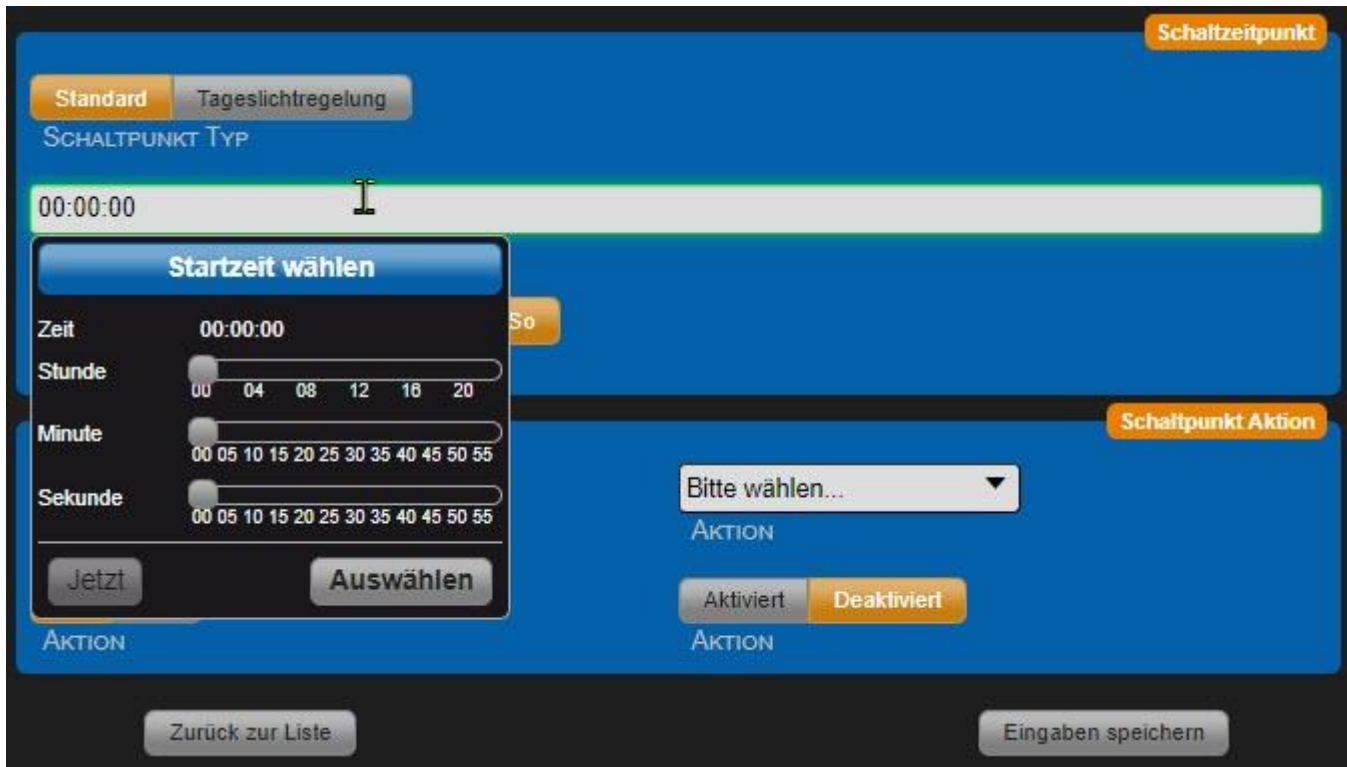 Schaltzeitpunkt
Standard Tageslichtregelung
Schaltpunkt Typ
00:00:00
Startzeit wählen
Zeit 00:00:00
So
Stunde
00 04 08 12 16 20
Schaltpunkt Aktion
Minute
00 05 10 15 20 25 30 35 40 45 50 55
Bitte wählen...
Sekunde
00 05 10 15 20 25 30 35 40 45 50 55
Aktion
Jetzt Auswählen
Aktiviert Deaktiviert
Aktion Aktion
Zurück zur Liste Eingaben speichern